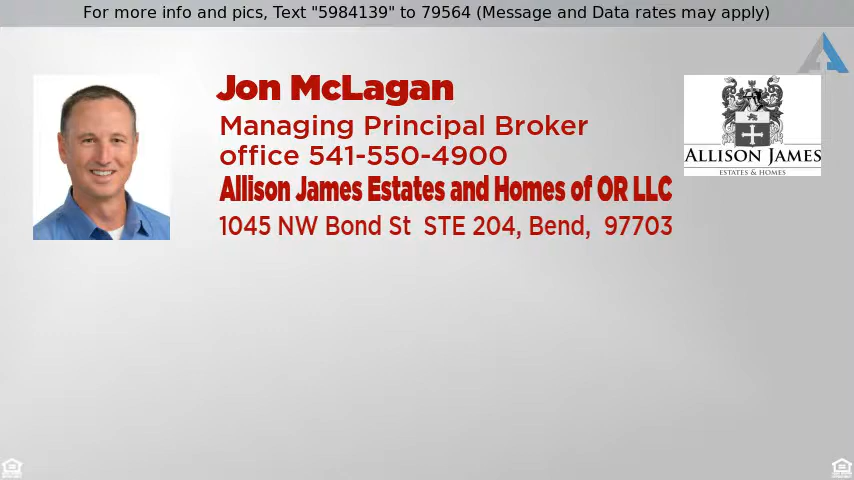 For more info and pics, Text "5984139" to 79564 (Message and Data rates may apply)
Jon McLagan
Managing Principal Broker
office 541-550-4900
Allison James Estates and Homes of OR LLC
1045 NW Bond St  STE 204, Bend,  97703
ALLISON JAMES
ESTATES & HOMES